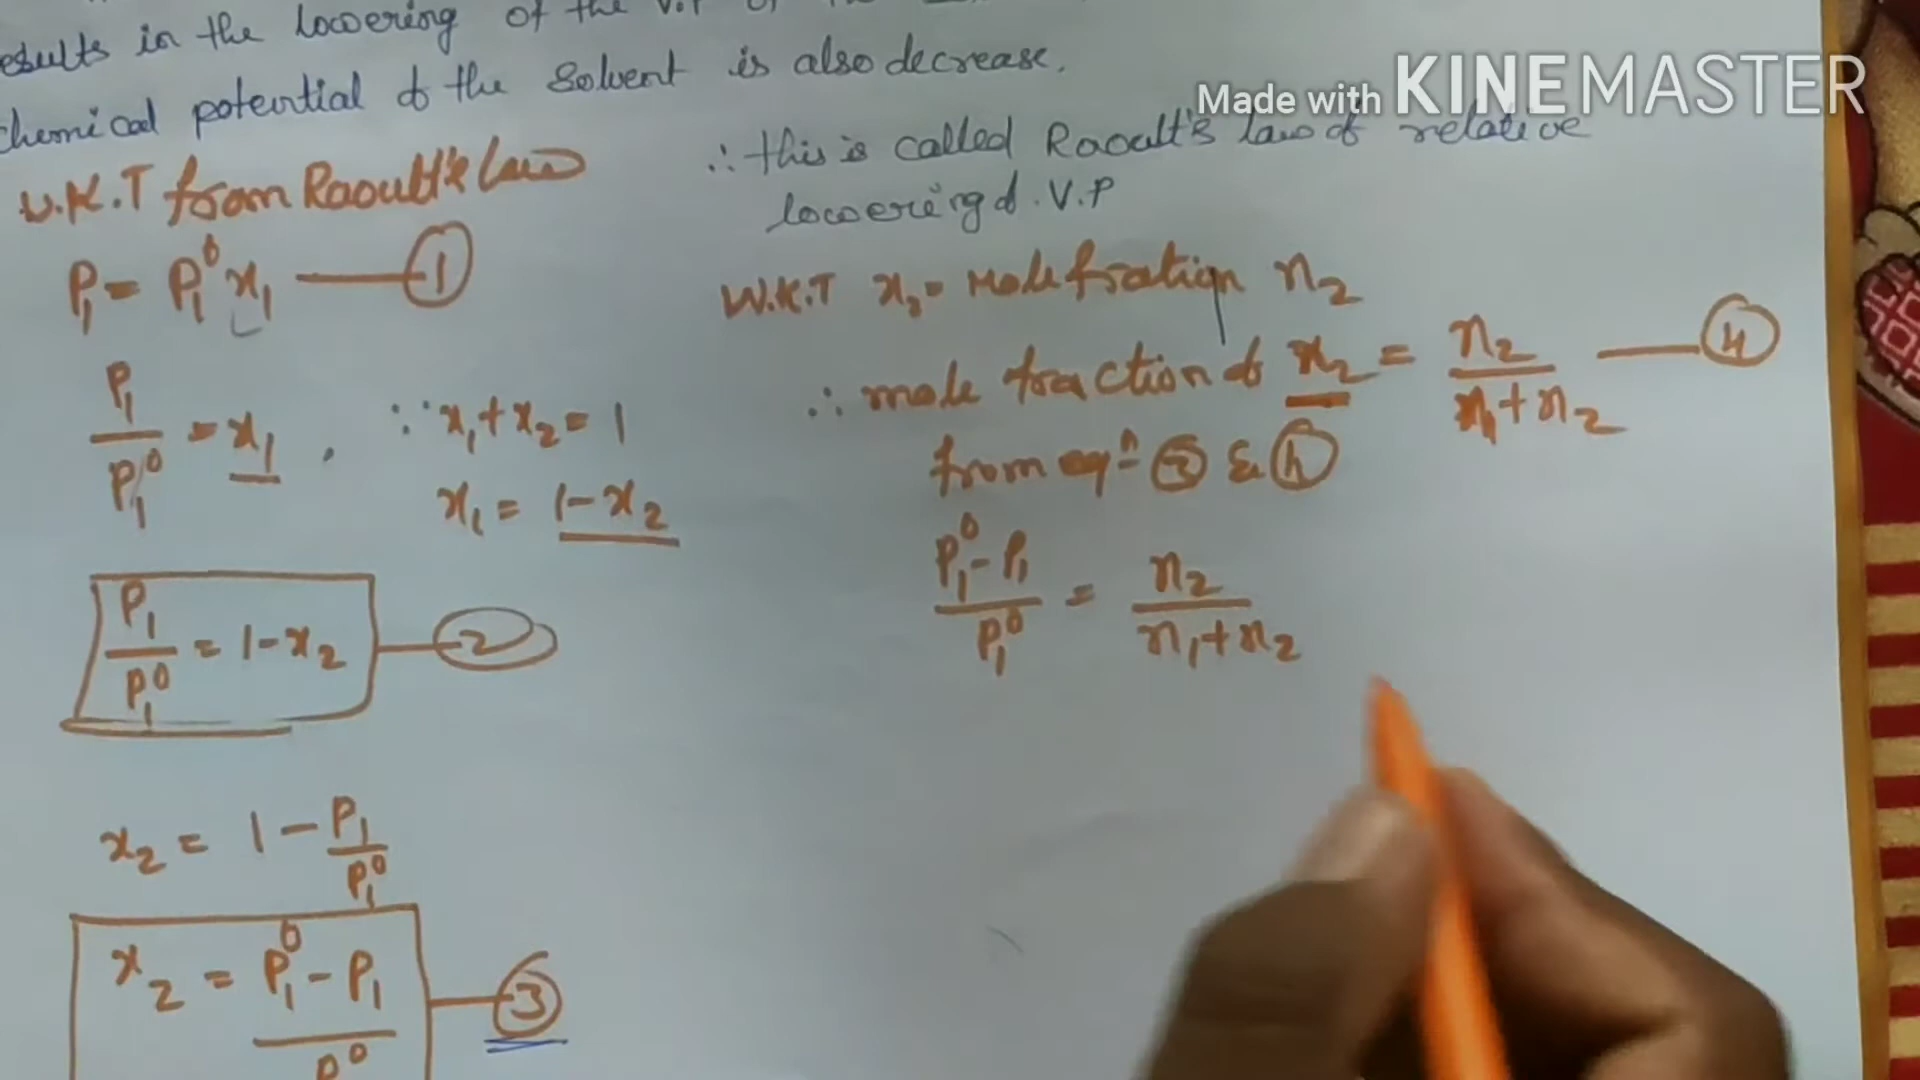 results in the lowering of the V.P of the
chemical potential of the Solvent is also decrease.
Made with KINEMASTER
∴ this is called Raoult's law of relative
lowering of V.P
W.K.T from Raoult's law
P₁ = P₁⁰ x₁ — ①
P₁/P₁⁰ = x₁ , ∵ x₁ + x₂ = 1
x₁ = 1 - x₂
P₁/P₁⁰ = 1 - x₂ — ②
x₂ = 1 - P₁/P₁⁰
x₂ = P₁⁰ - P₁/P⁰ — ③
W.K.T x₂ = Mole fration n₂
∴ mole fraction of x₂ = n₂/n₁ + n₂ — ④
from eqⁿ ③ & ④
P₁⁰ - P₁/P₁⁰ = n₂/n₁ + n₂